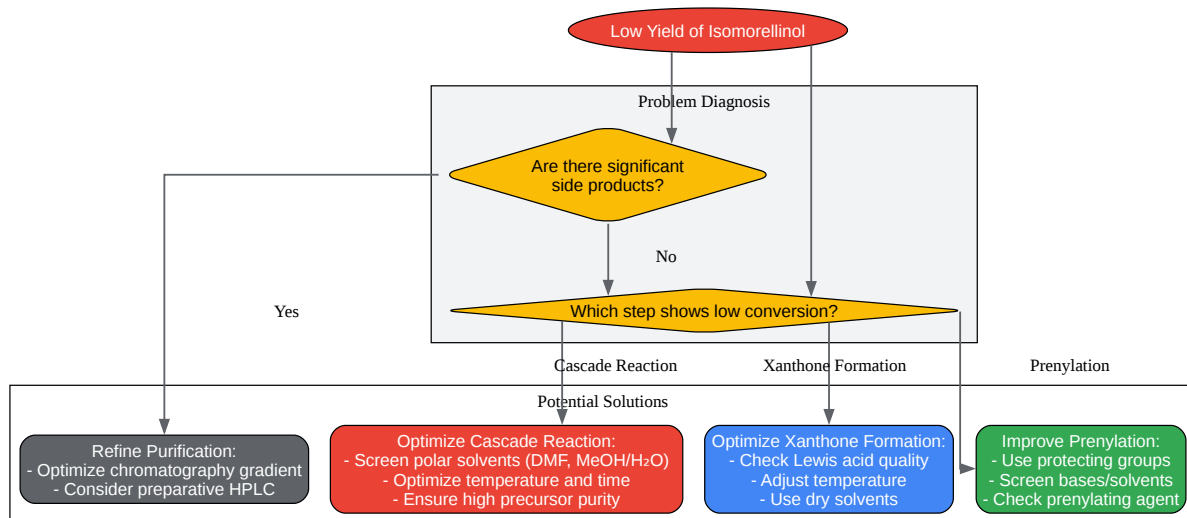 Low Yield of Isomorellinol
Problem Diagnosis
Are there significant
side products?
No
Yes
Which step shows low conversion?
Cascade Reaction
Xanthone Formation
Prenylation
Potential Solutions
Refine Purification:
- Optimize chromatography gradient
- Consider preparative HPLC
Optimize Cascade Reaction:
- Screen polar solvents (DMF, MeOH/H₂O)
- Optimize temperature and time
- Ensure high precursor purity
Optimize Xanthone Formation:
- Check Lewis acid quality
- Adjust temperature
- Use dry solvents
Improve Prenylation:
- Use protecting groups
- Screen bases/solvents
- Check prenylating agent